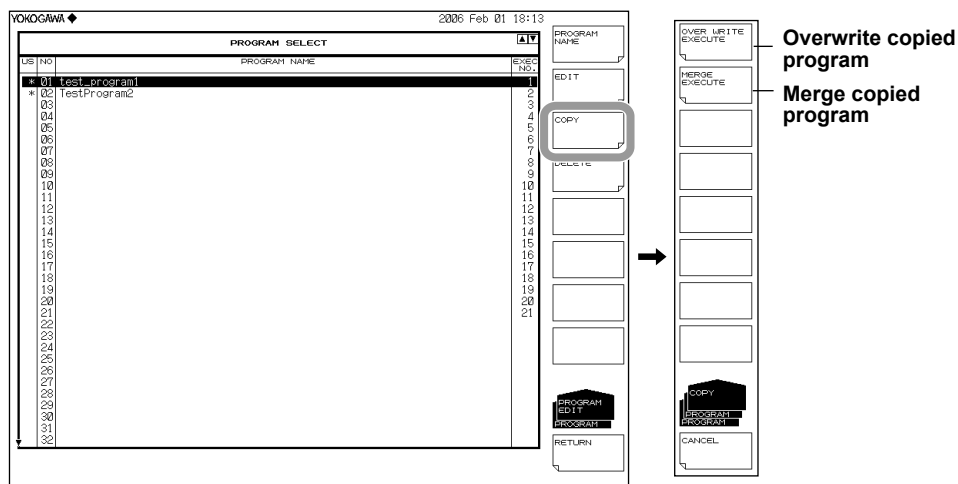 YOKOGAWA ◆ 2006 Feb 01 18:13
PROGRAM SELECT
US NO PROGRAM NAME EXEC NO.
* 01 test_program1 1
* 02 TestProgram2 2
03 3
04 4
05 5
06 6
07 7
08 8
09 9
10 10
11 11
12 12
13 13
14 14
15 15
16 16
17 17
18 18
19 19
20 20
21 21
22
23
24
25
26
27
28
29
30
31
32
PROGRAM
NAME
EDIT
COPY
DELETE
PROGRAM
EDIT
PROGRAM
RETURN
OVER WRITE
EXECUTE
MERGE
EXECUTE
COPY
PROGRAM
PROGRAM
CANCEL
Overwrite copied
program
Merge copied
program